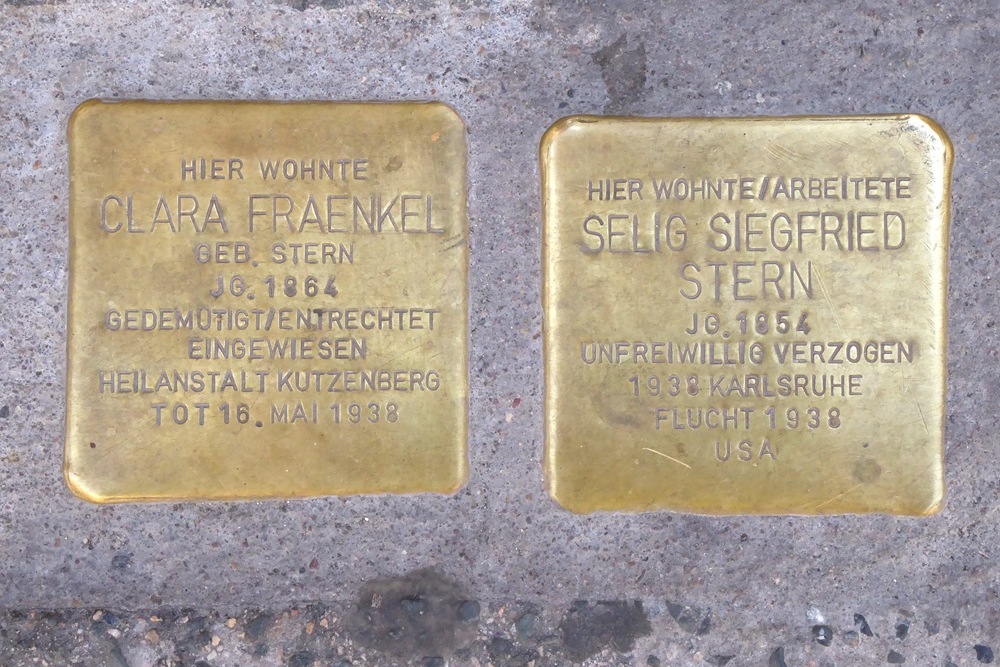 HIER WOHNTE
CLARA FRAENKEL
GEB. STERN
JG. 1864
GEDEMÜTIGT/ENTRECHTET
EINGEWIESEN
HEILANSTALT KUTZENBERG
TOT 16. MAI 1938
HIER WOHNTE/ARBEITETE
SELIG SIEGFRIED
STERN
JG. 1854
UNFREIWILLIG VERZOGEN
1938 KARLSRUHE
FLUCHT 1938
USA